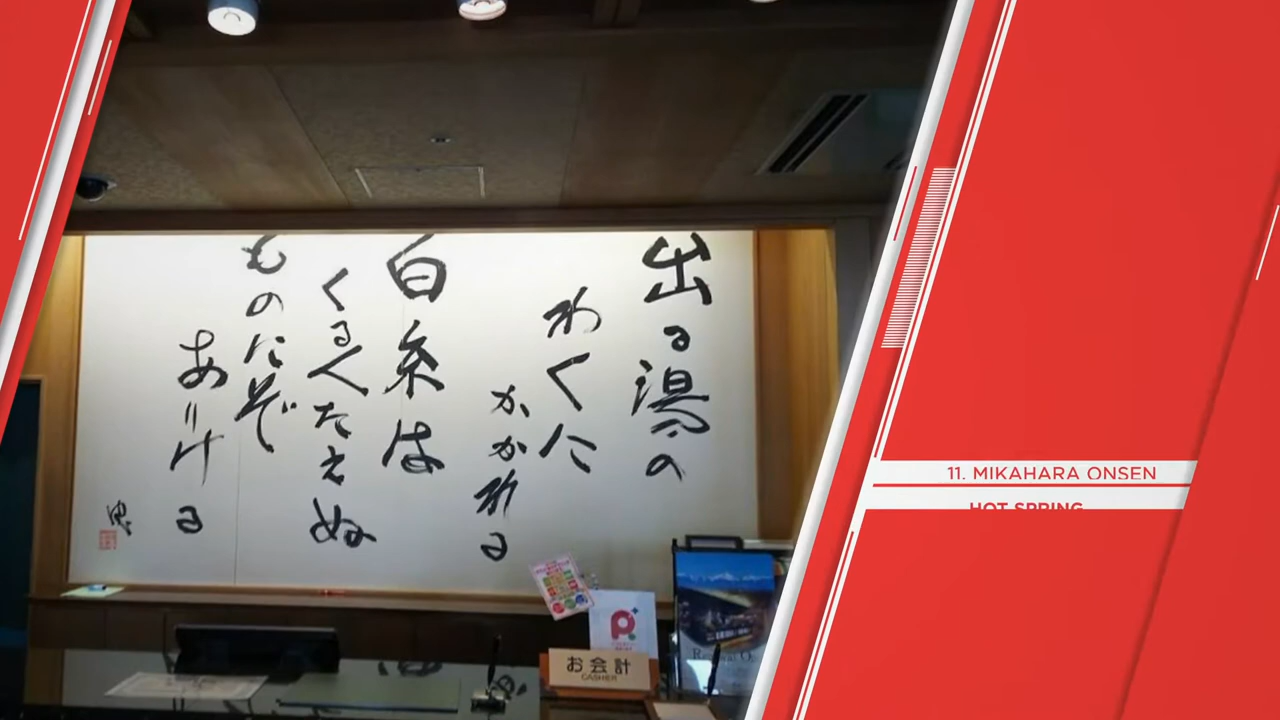 出る湯の
わくに
かかれる
白糸は
くる人たえぬ
ものにぞ
ありける
お会計
CASHIER
11. MIKAHARA ONSEN
HOT SPRING